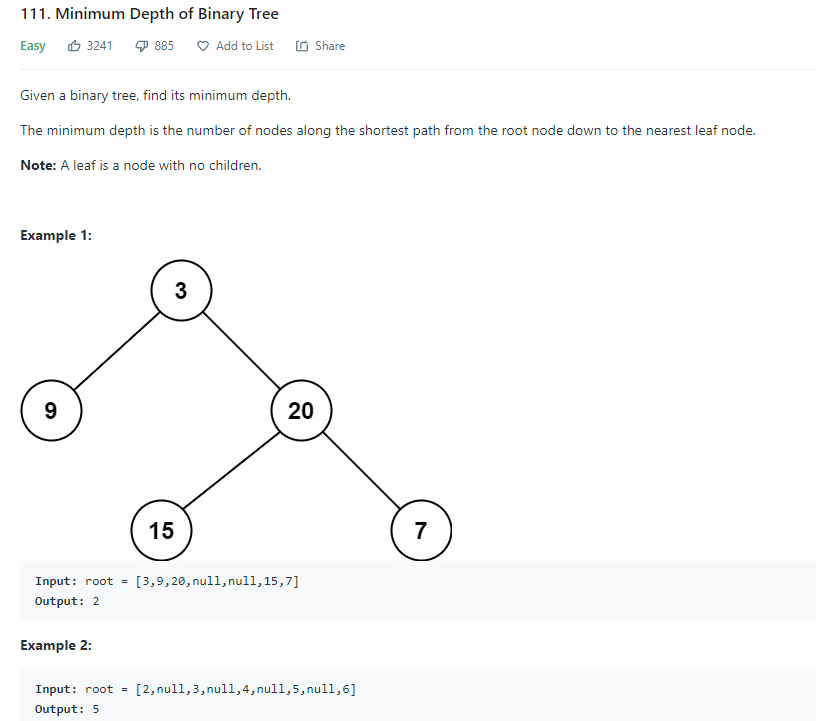 111. Minimum Depth of Binary Tree
Easy 3241 885 Add to List Share
Given a binary tree, find its minimum depth.
The minimum depth is the number of nodes along the shortest path from the root node down to the nearest leaf node.
Note: A leaf is a node with no children.
Example 1:
3
9 20
15 7
Input: root = [3,9,20,null,null,15,7]
Output: 2
Example 2:
Input: root = [2,null,3,null,4,null,5,null,6]
Output: 5